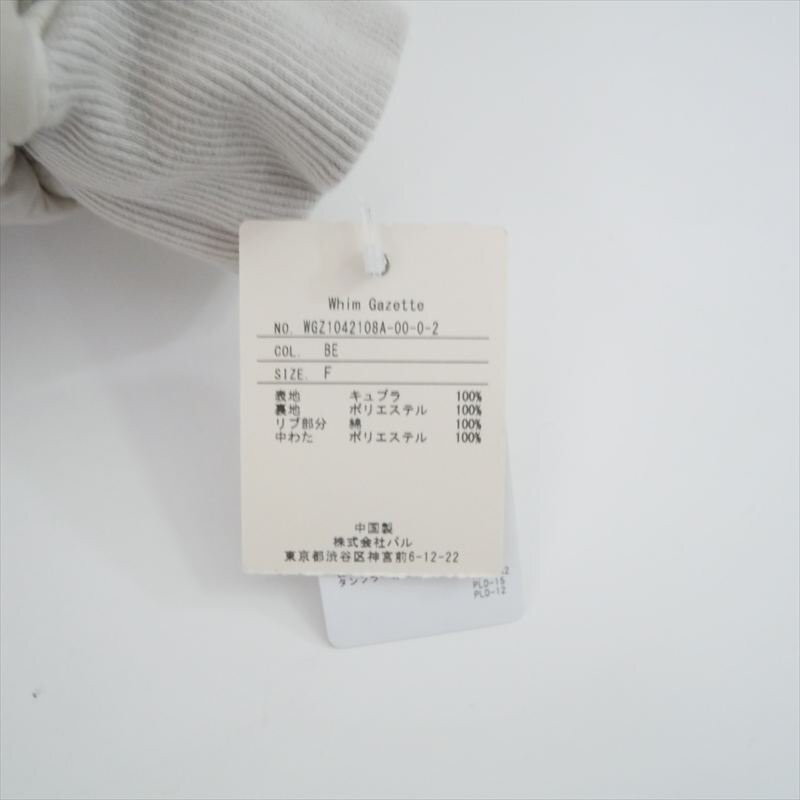 Whim Gazette
NO. WGZ1042108A-00-0-2
COL. BE
SIZE. F
表地 キュプラ 100%
裏地 ポリエステル 100%
リブ部分 綿 100%
中わた ポリエステル 100%
中国製
株式会社パル
東京都渋谷区神宮前6-12-22
PLD-15
PLD-12